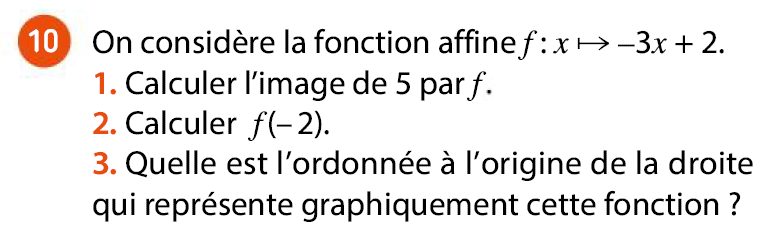 10 On considère la fonction affine f : x ↦ –3x + 2.
1. Calculer l'image de 5 par f.
2. Calculer f(– 2).
3. Quelle est l'ordonnée à l'origine de la droite
qui représente graphiquement cette fonction ?